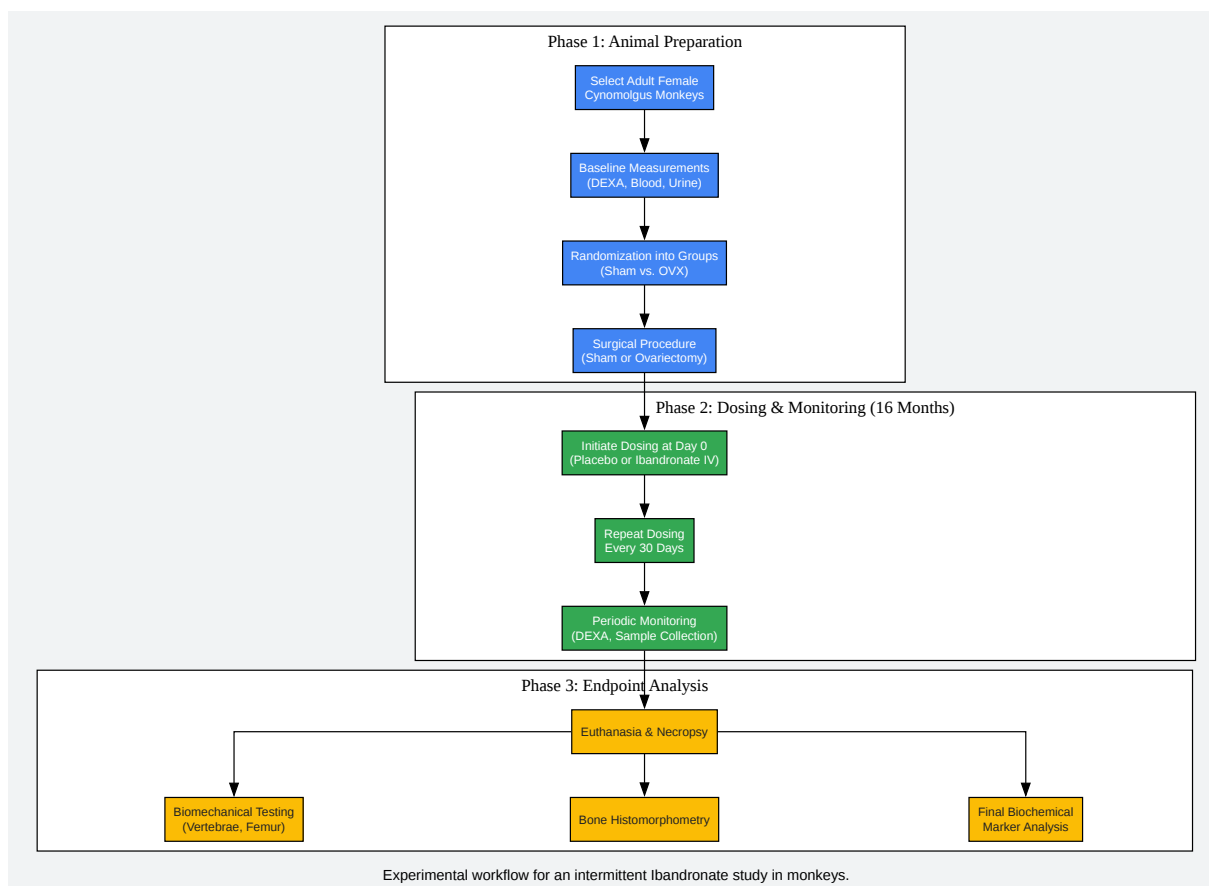 Phase 1: Animal Preparation
Select Adult Female
Cynomolgus Monkeys
Baseline Measurements
(DEXA, Blood, Urine)
Randomization into Groups
(Sham vs. OVX)
Surgical Procedure
(Sham or Ovariectomy)
Phase 2: Dosing & Monitoring (16 Months)
Initiate Dosing at Day 0
(Placebo or Ibandronate IV)
Repeat Dosing
Every 30 Days
Periodic Monitoring
(DEXA, Sample Collection)
Phase 3: Endpoint Analysis
Euthanasia & Necropsy
Biomechanical Testing
(Vertebrae, Femur)
Bone Histomorphometry
Final Biochemical
Marker Analysis
Experimental workflow for an intermittent Ibandronate study in monkeys.